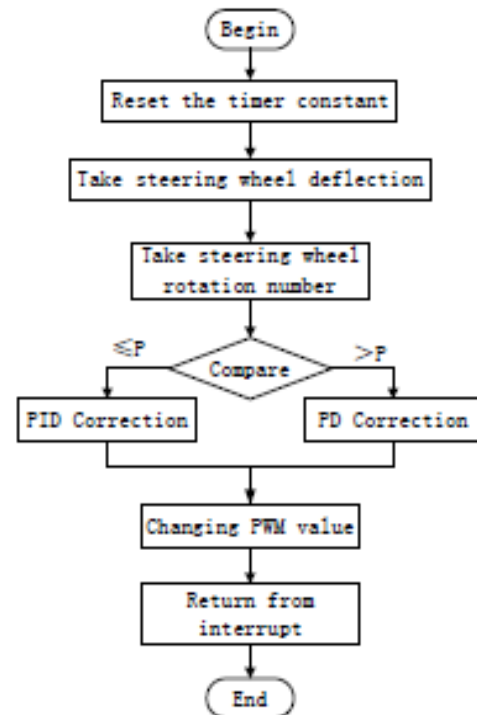 Begin
Reset the timer constant
Take steering wheel deflection
Take steering wheel
rotation number
≤P
>P
Compare
PID Correction
PD Correction
Changing PWM value
Return from
interrupt
End